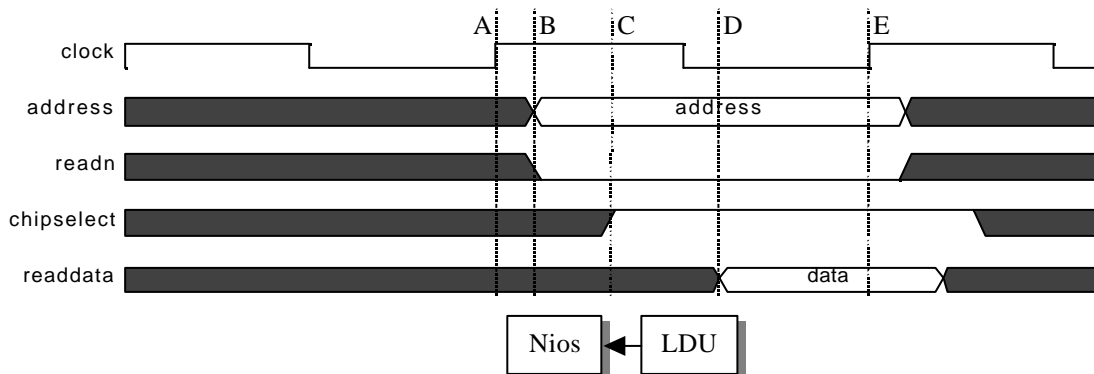 A B C D E
clock
address address
readn
chipselect
readdata data
Nios LDU